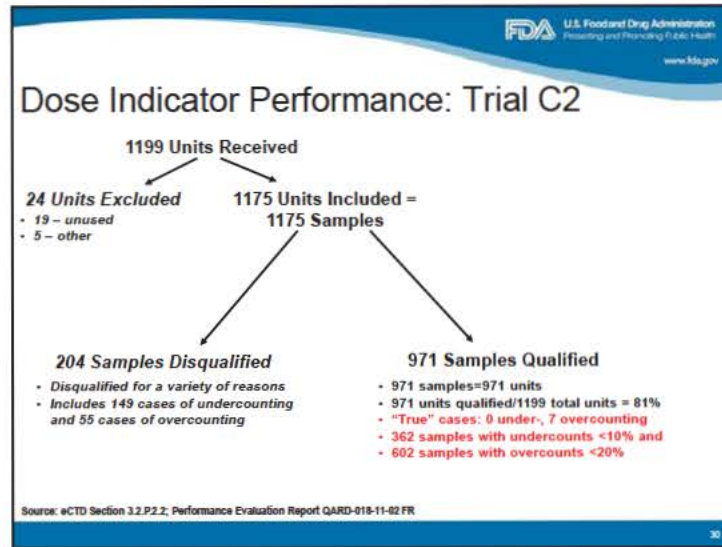 FDA U.S. Food and Drug Administration
Protecting and Promoting Public Health
www.fda.gov
Dose Indicator Performance: Trial C2
1199 Units Received
24 Units Excluded
• 19 – unused
• 5 – other
1175 Units Included =
1175 Samples
204 Samples Disqualified
• Disqualified for a variety of reasons
• Includes 149 cases of undercounting
and 55 cases of overcounting
971 Samples Qualified
• 971 samples=971 units
• 971 units qualified/1199 total units = 81%
• "True" cases: 0 under-, 7 overcounting
• 362 samples with undercounts <10% and
• 602 samples with overcounts <20%
Source: eCTD Section 3.2.P.2.2; Performance Evaluation Report QARD-018-11-02 FR
30